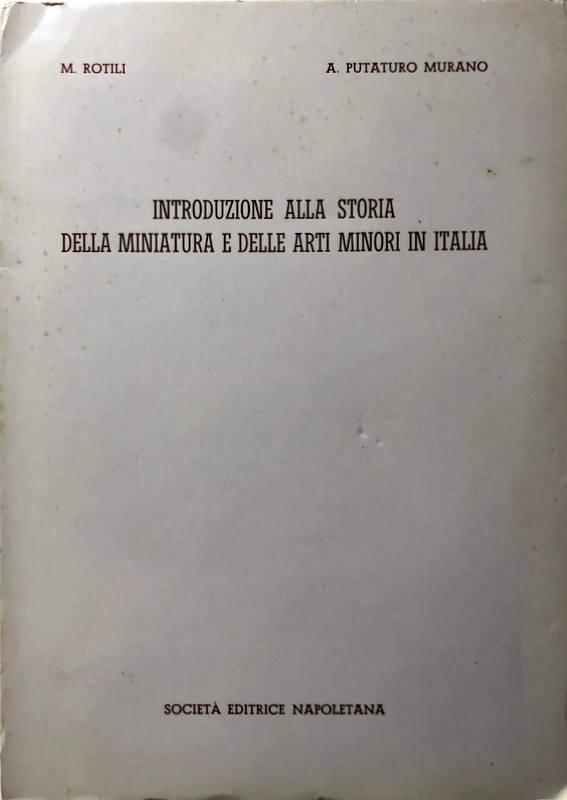 M. ROTILI A. PUTATURO MURANO
INTRODUZIONE ALLA STORIA
DELLA MINIATURA E DELLE ARTI MINORI IN ITALIA
SOCIETÀ EDITRICE NAPOLETANA